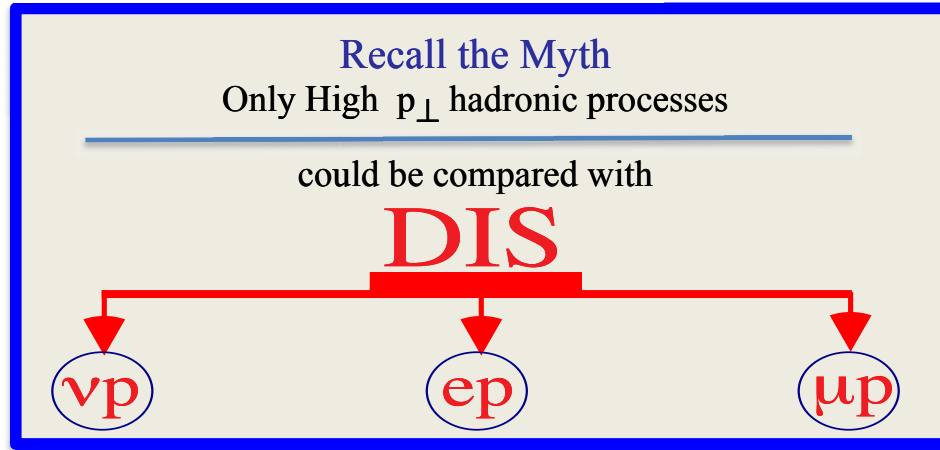 Recall the Myth
Only High p⊥ hadronic processes
could be compared with
DIS
νp ep μp